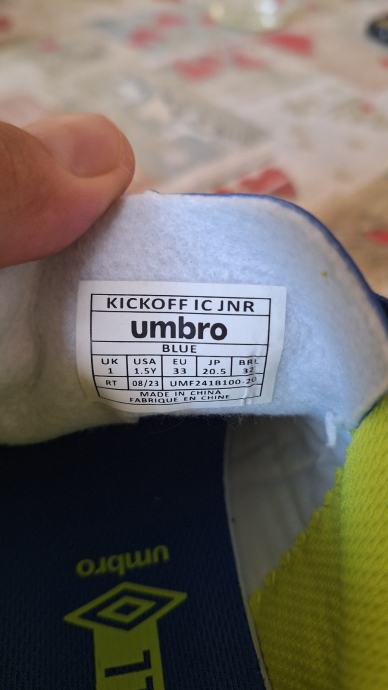 KICKOFF IC JNR
umbro
BLUE
UK USA EU JP BRL
1 1.5Y 33 20.5 32
RT 08/23 UMF241B100-20
MADE IN CHINA
FABRIQUE EN CHINE
umbro